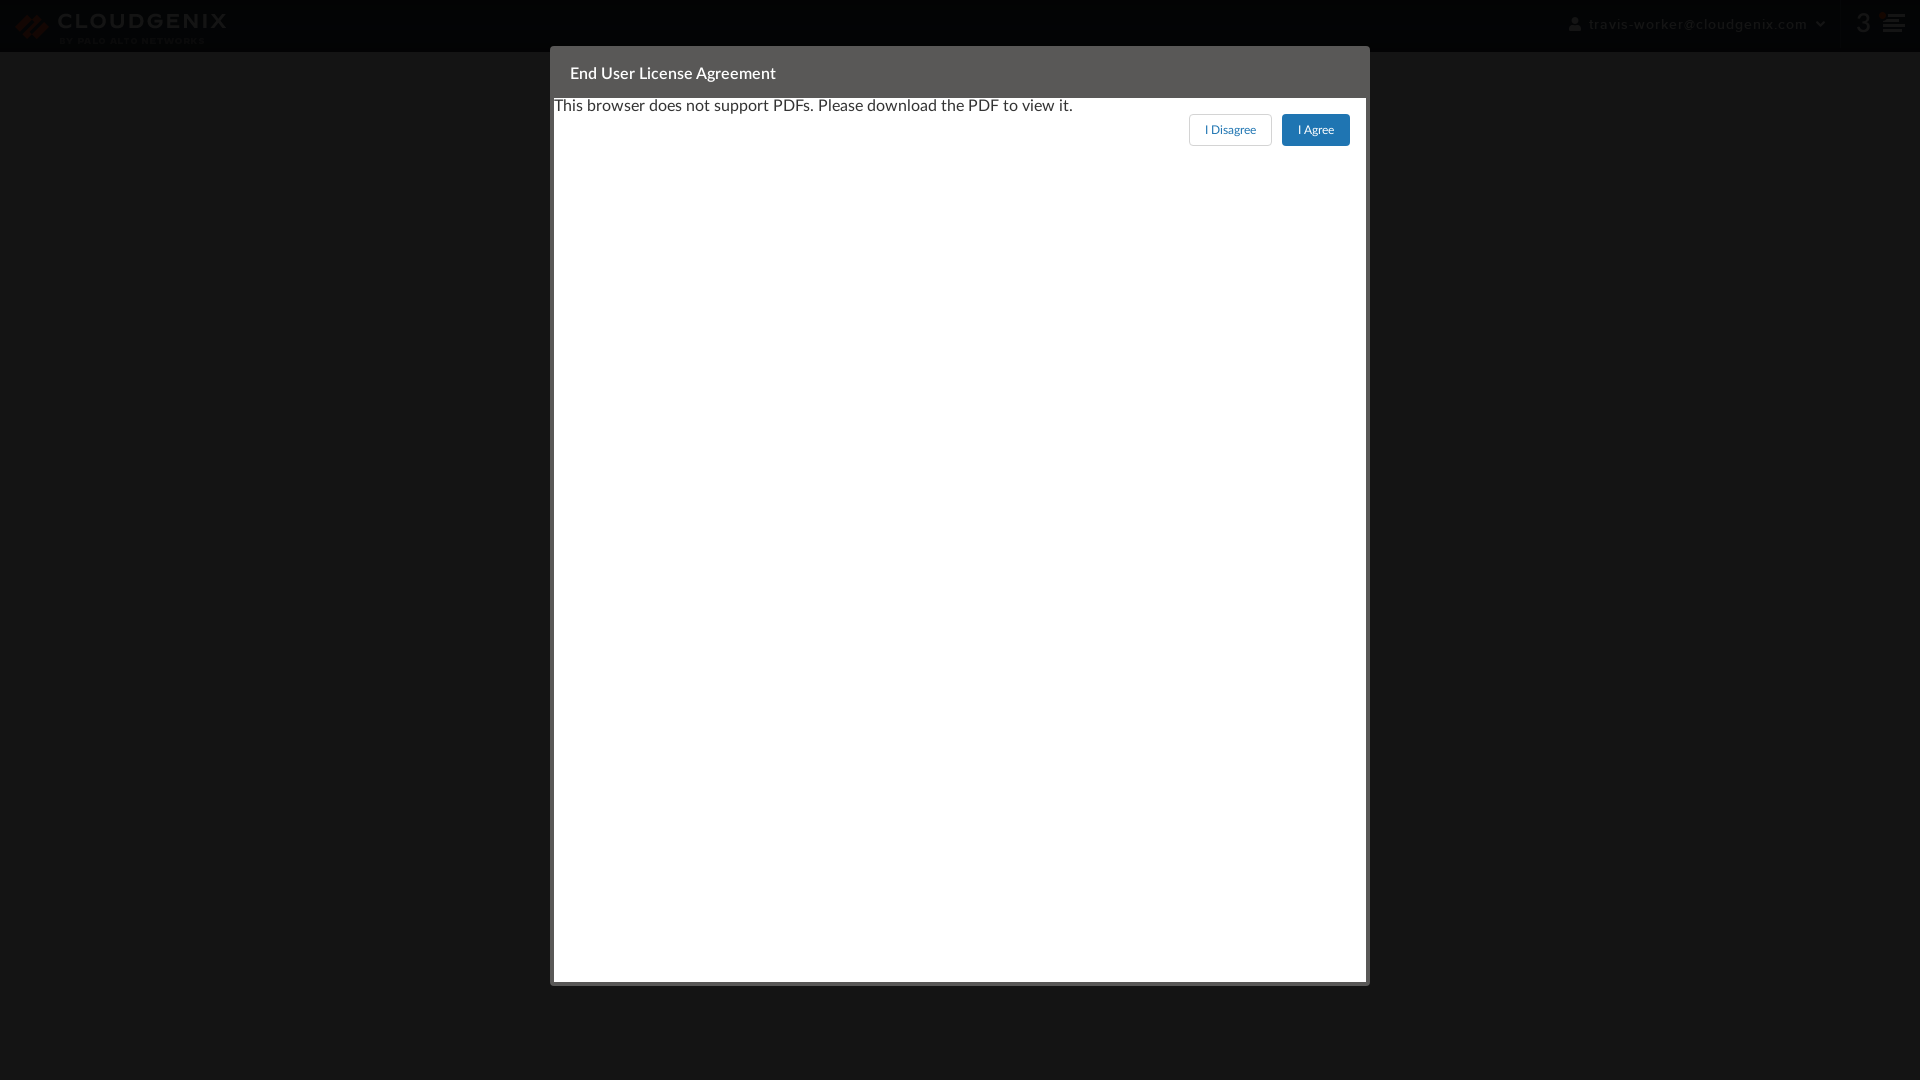 CLOUDGENIX
BY PALO ALTO NETWORKS
travis-worker@cloudgenix.com
3
End User License Agreement
This browser does not support PDFs. Please download the PDF to view it.
I Disagree
I Agree